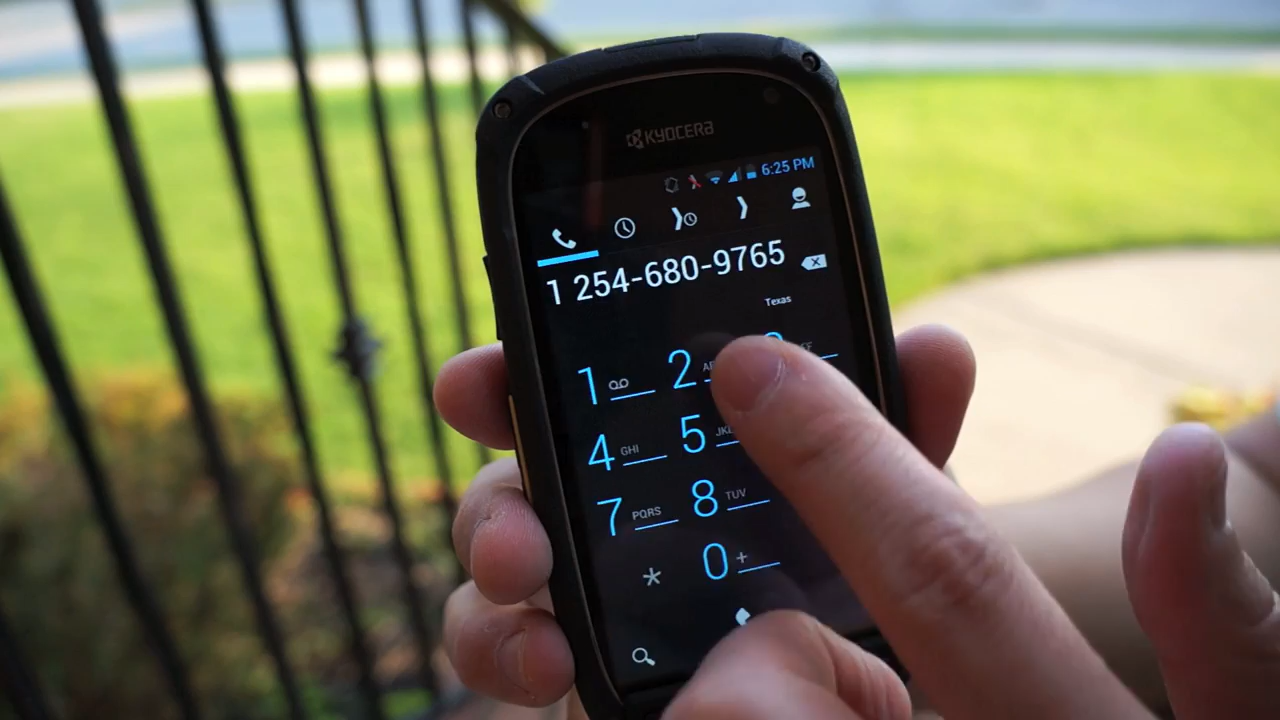 KYOCERA
6:25 PM
1 254-680-9765
Texas
1 2
4 GHI 5
7 PQRS 8 TUV
* 0 +